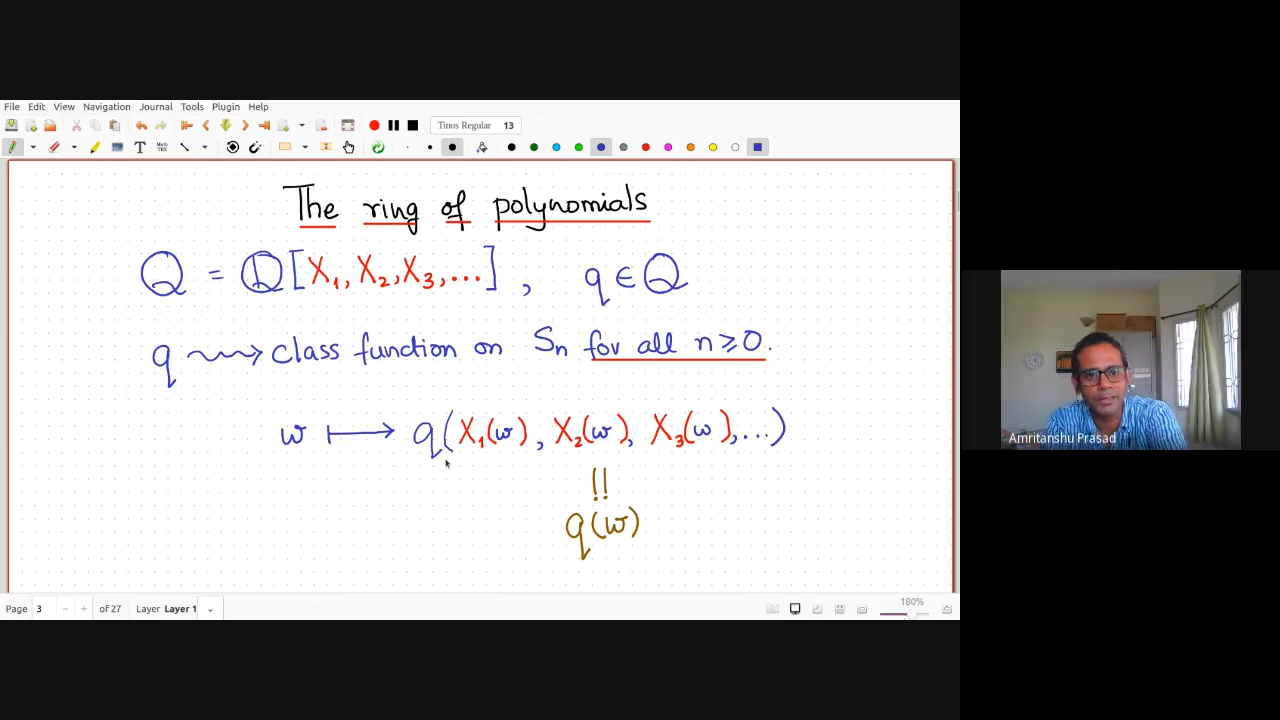 File Edit View Navigation Journal Tools Plugin Help
Tinos Regular 13
The ring of polynomials
Q = ℚ[X₁, X₂, X₃, ...] , q ∈ Q
q ⇝ class function on Sₙ for all n ≥ 0.
w ⟼ q(X₁(w), X₂(w), X₃(w), ...)
!!
q(w)
Amritanshu Prasad
Page 3 − + of 27 Layer Layer 1 180%